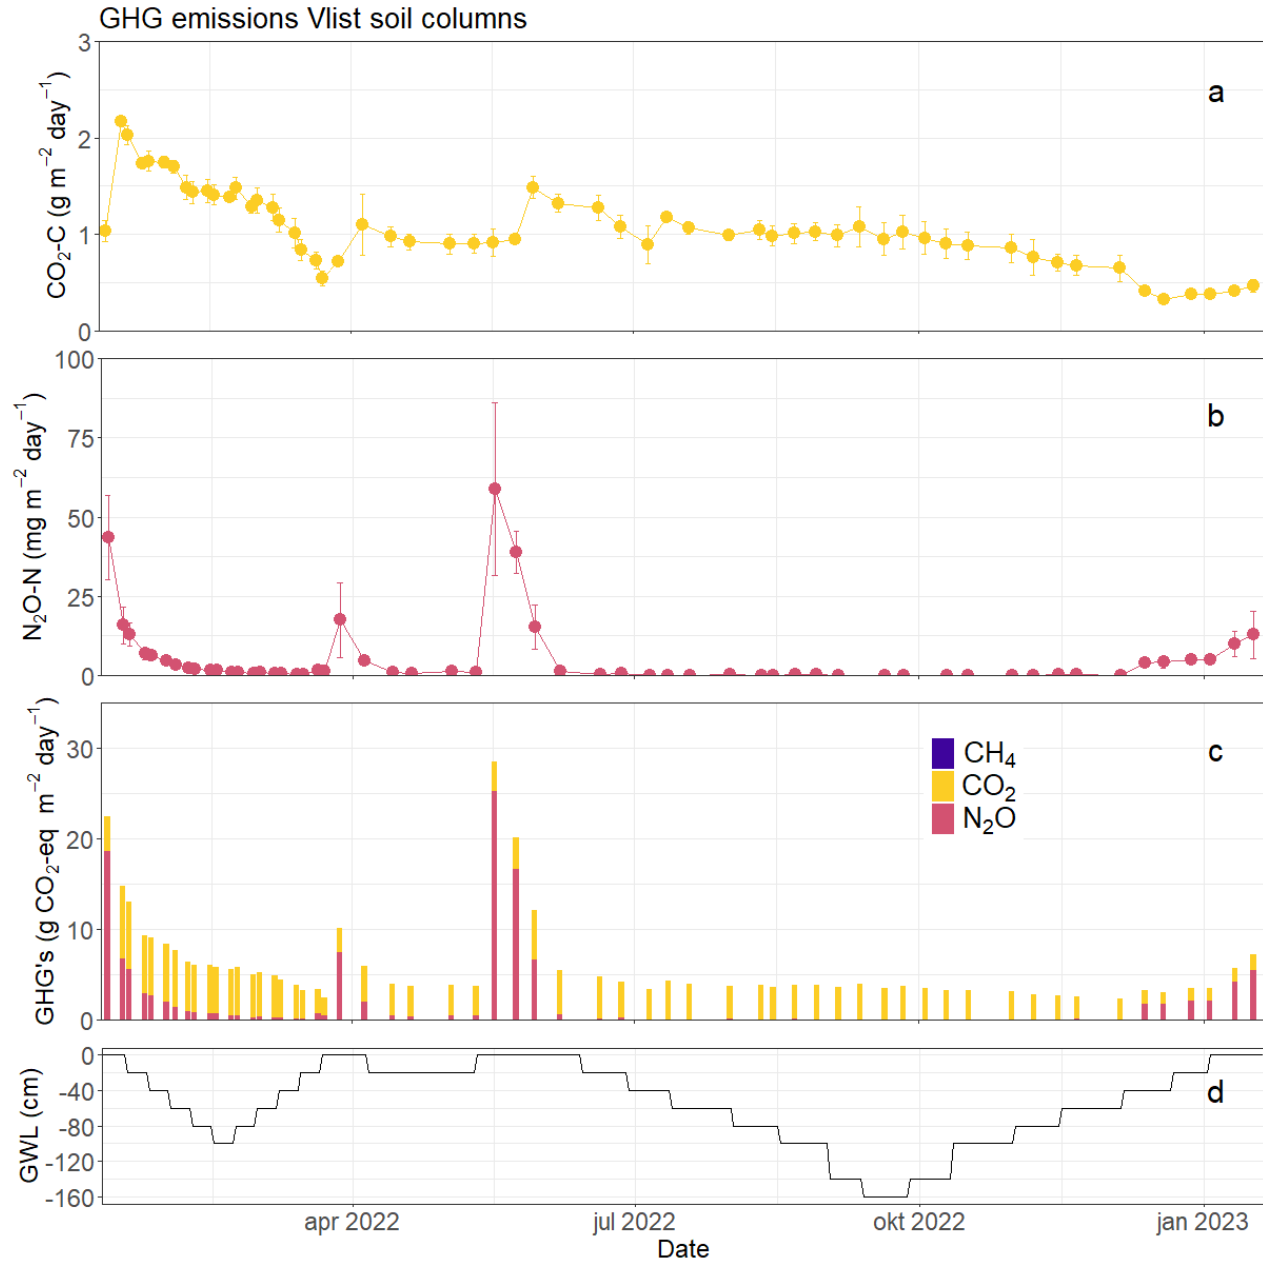 GHG emissions Vlist soil columns
CO₂-C (g m⁻² day⁻¹)
3
2
1
0
a
N₂O-N (mg m⁻² day⁻¹)
100
75
50
25
0
b
GHG's (g CO₂-eq m⁻² day⁻¹)
30
20
10
0
c
CH₄
CO₂
N₂O
GWL (cm)
0
-40
-80
-120
-160
d
apr 2022 jul 2022 okt 2022 jan 2023
Date